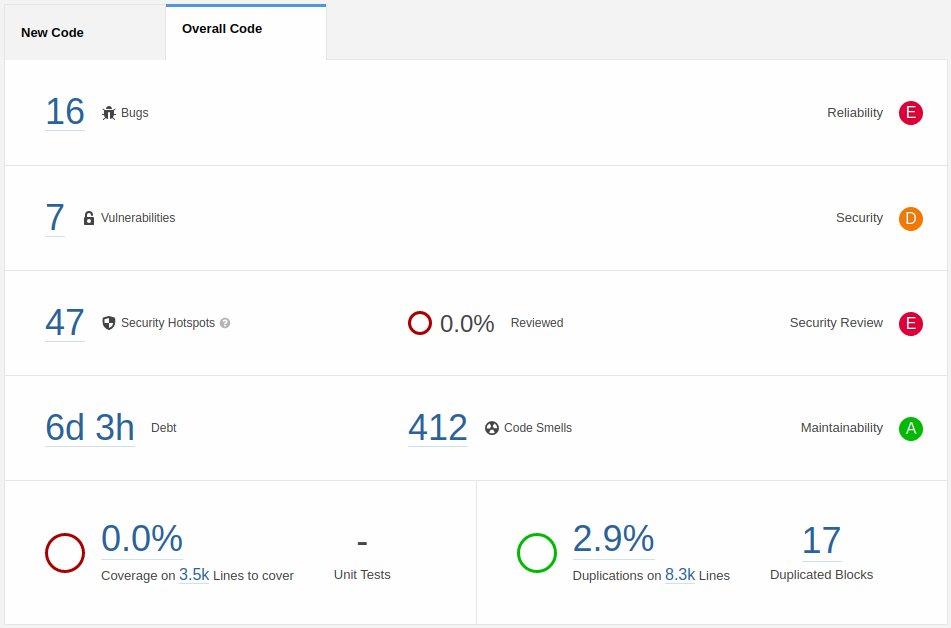 New Code
Overall Code
16 Bugs Reliability E
7 Vulnerabilities Security D
47 Security Hotspots ? 0.0% Reviewed Security Review E
6d 3h Debt 412 Code Smells Maintainability A
0.0% - 2.9% 17
Coverage on 3.5k Lines to cover Unit Tests Duplications on 8.3k Lines Duplicated Blocks